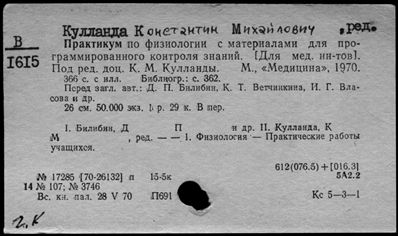 Кулланда Константин Михайлович, ред.
В
1615
Практикум по физиологии с материалами для про-
граммированного контроля знаний. [Для мед. ин-тов].
Под ред. доц. К. М. Кулланды. М., «Медицина», 1970.
366 с. с илл. Библиогр.: с. 362.
Перед загл. авт.: Д. П. Билибин, К. Т. Ветчинкина, И. Г. Вла-
сова и др.
26 см. 50.000 экз. 1 р. 29 к. В пер.
I. Билибин, Д П и др. II. Кулланда, К
М , ред. — — 1. Физиология — Практические работы
учащихся.
612(076.5)+[016.3]
№ 17285 [70-26132] п 15-5к 5А2.2
14 № 107; № 3746
Вс. кн. пал. 28 V 70 П691 Кс 5—3—1
г. К